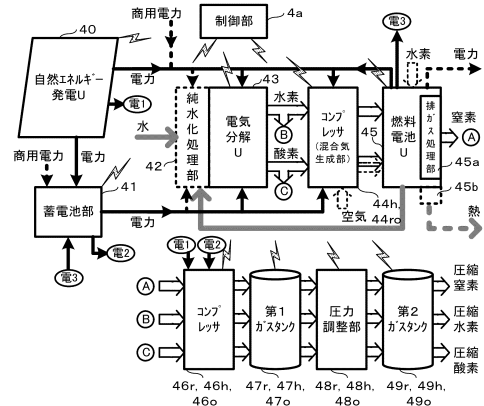 商用電力
制御部
4a
電3
水素
電力
40
自然エネルギー
発電U
電力
電1
43
純水化処理部
電気
分解
U
水素
B
酸素
C
コンプ
レッサ
(混合気
生成部)
45
燃料
電池
U
排ガス処理部
窒素
A
45a
45b
水
42
商用電力
電力
41
蓄電池部
電力
空気
44h,
44ro
熱
電3
電2
電1
電2
A
B
C
コンプ
レッサ
第1
ガスタンク
圧力
調整部
第2
ガスタンク
圧縮
窒素
圧縮
水素
圧縮
酸素
46r, 46h,
46o
47r, 47h,
47o
48r, 48h,
48o
49r, 49h,
49o